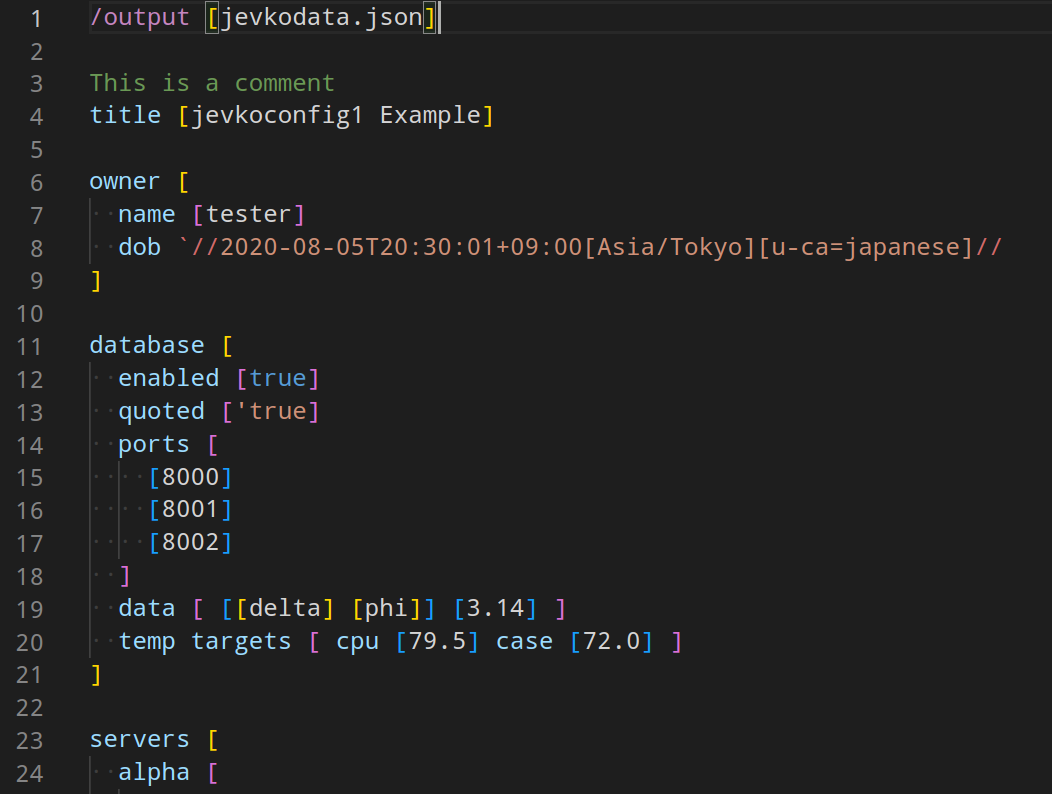 1 /output [jevkodata.json]
2
3 This is a comment
4 title [jevkoconfig1 Example]
5
6 owner [
7   name [tester]
8   dob `//2020-08-05T20:30:01+09:00[Asia/Tokyo][u-ca=japanese]//
9 ]
10
11 database [
12   enabled [true]
13   quoted ['true]
14   ports [
15     [8000]
16     [8001]
17     [8002]
18   ]
19   data [ [[delta] [phi]] [3.14] ]
20   temp targets [ cpu [79.5] case [72.0] ]
21 ]
22
23 servers [
24   alpha [